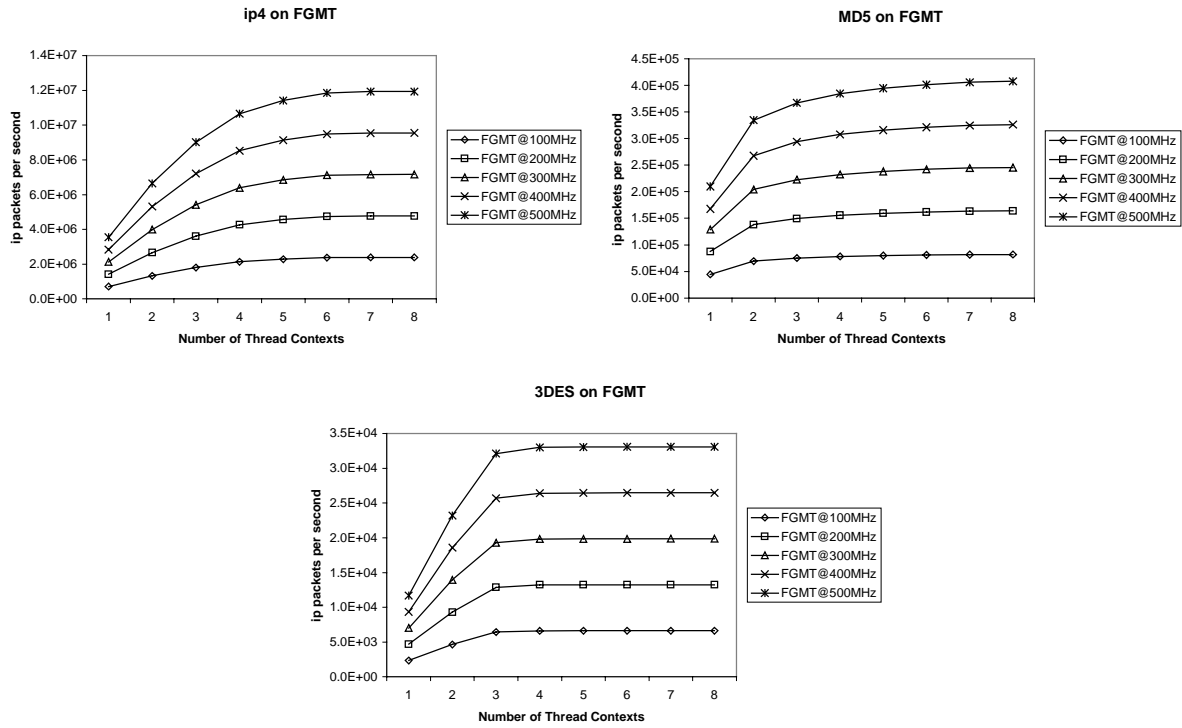 ip4 on FGMT
1.4E+07
1.2E+07
1.0E+07
8.0E+06
6.0E+06
4.0E+06
2.0E+06
0.0E+00
ip packets per second
1 2 3 4 5 6 7 8
Number of Thread Contexts
FGMT@100MHz
FGMT@200MHz
FGMT@300MHz
FGMT@400MHz
FGMT@500MHz
MD5 on FGMT
4.5E+05
4.0E+05
3.5E+05
3.0E+05
2.5E+05
2.0E+05
1.5E+05
1.0E+05
5.0E+04
0.0E+00
ip packets per second
1 2 3 4 5 6 7 8
Number of Thread Contexts
FGMT@100MHz
FGMT@200MHz
FGMT@300MHz
FGMT@400MHz
FGMT@500MHz
3DES on FGMT
3.5E+04
3.0E+04
2.5E+04
2.0E+04
1.5E+04
1.0E+04
5.0E+03
0.0E+00
ip packets per second
1 2 3 4 5 6 7 8
Number of Thread Contexts
FGMT@100MHz
FGMT@200MHz
FGMT@300MHz
FGMT@400MHz
FGMT@500MHz